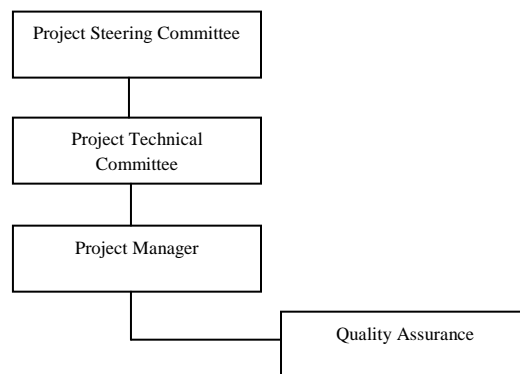 Project Steering Committee
Project Technical
Committee
Project Manager
Quality Assurance